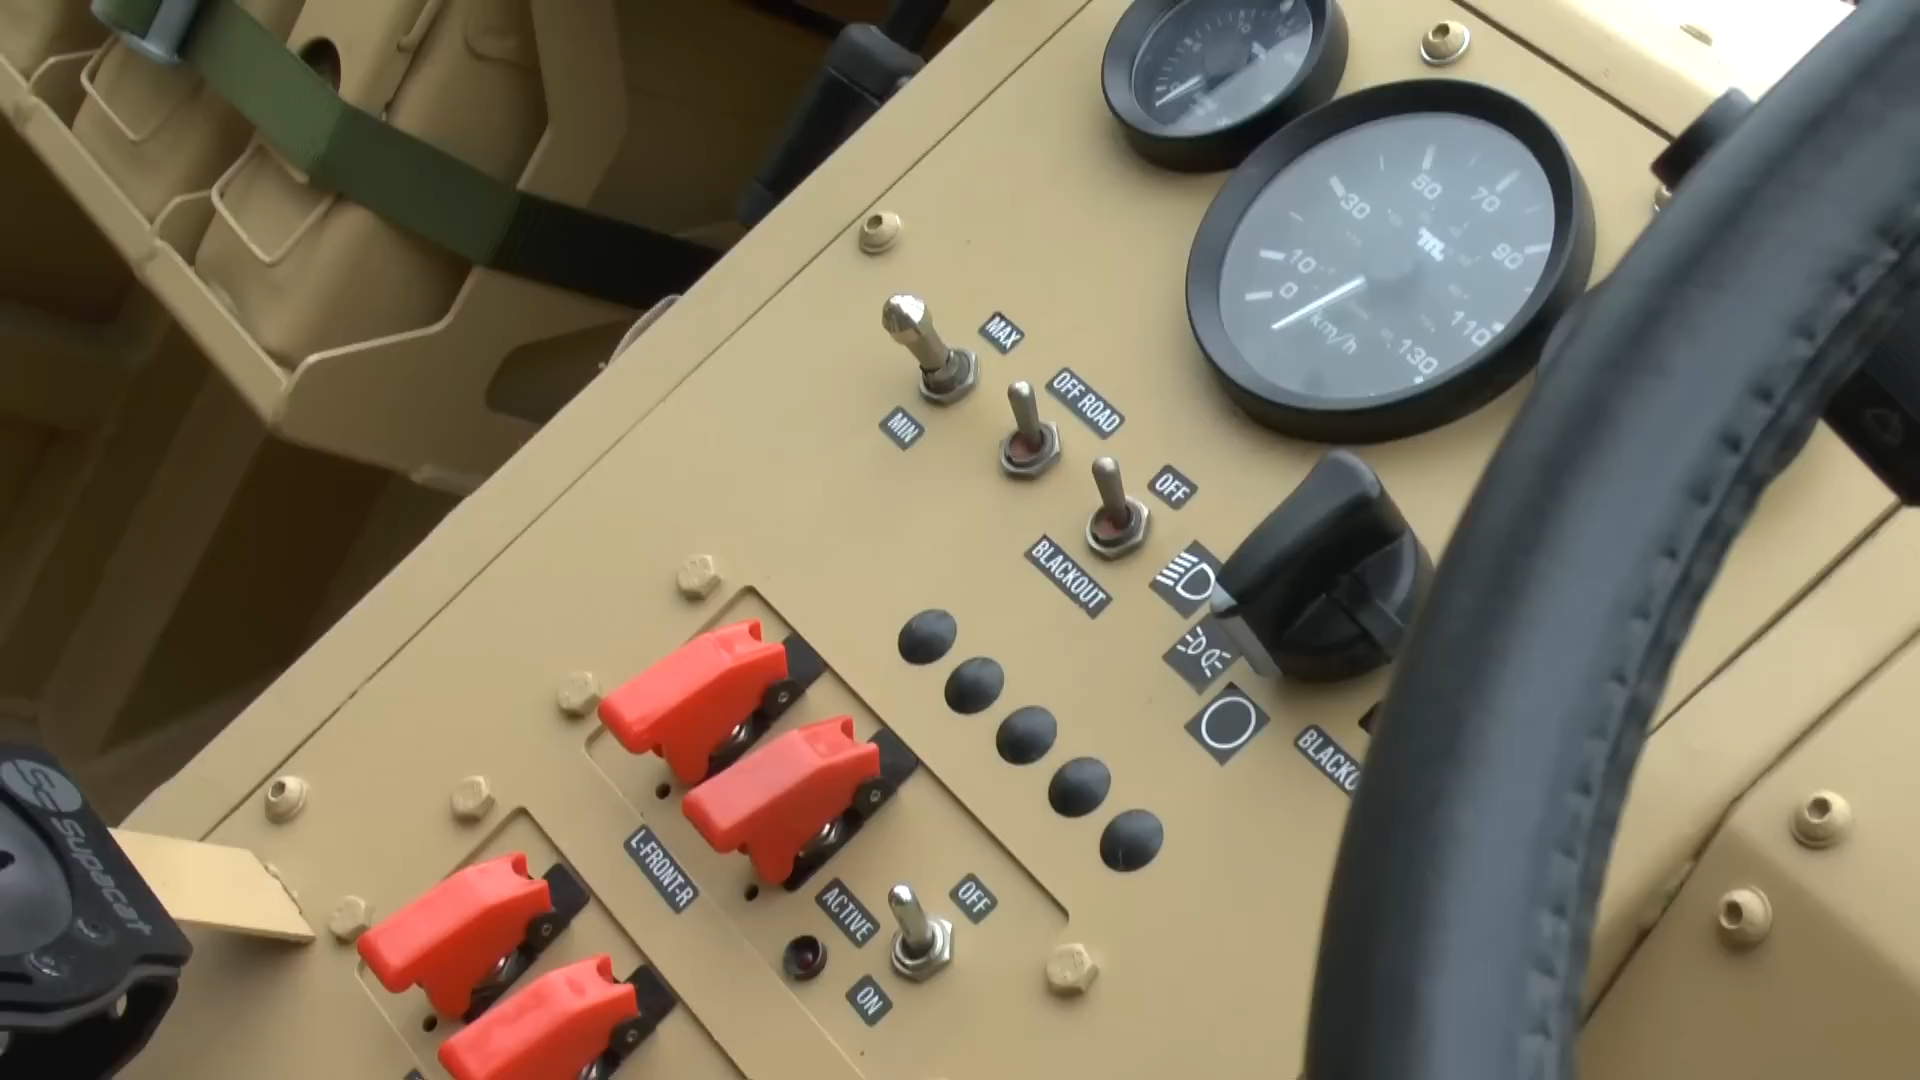 0
10
30
50
70
90
110
130
km/h
MAX
MIN
OFF ROAD
OFF
BLACKOUT
BLACKO
L-FRONT-R
ACTIVE
OFF
ON
Supacat